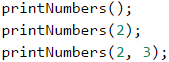 printNumbers();
printNumbers(2);
printNumbers(2, 3);